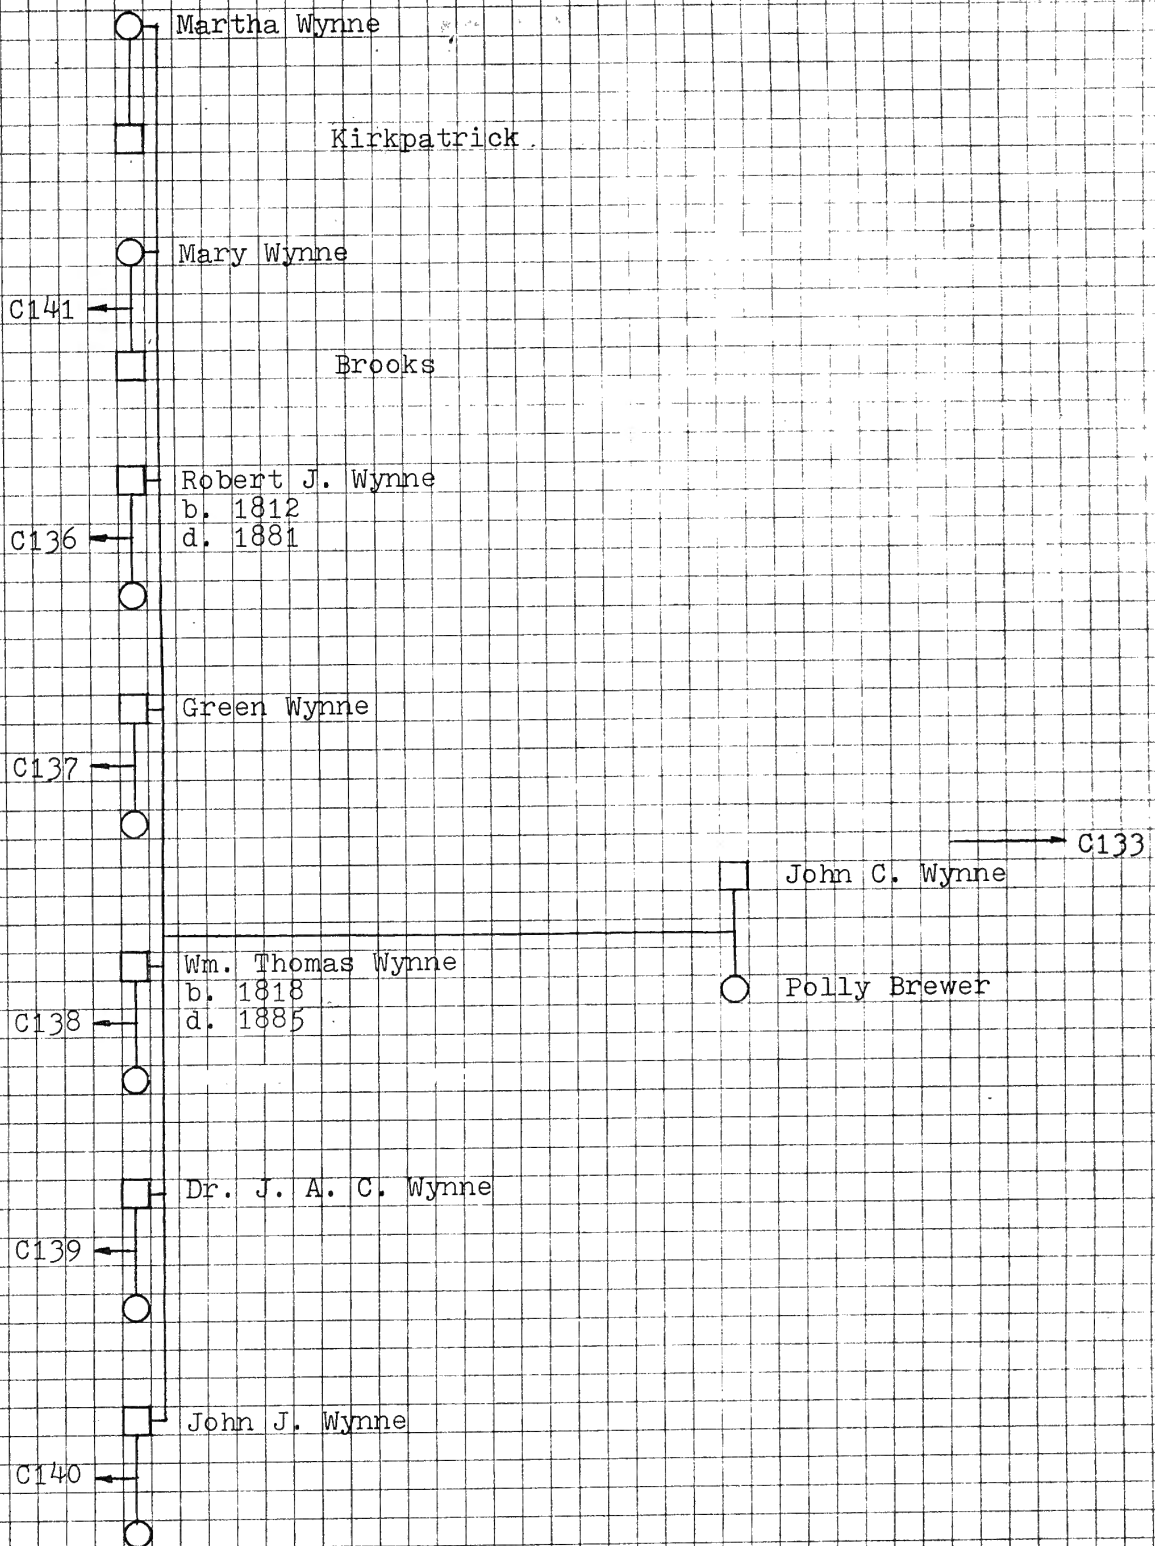 Martha Wynne
Kirkpatrick
Mary Wynne
C141
Brooks
Robert J. Wynne
b. 1812
C136
d. 1881
Green Wynne
C137
C133
John C. Wynne
Wm. Thomas Wynne
Polly Brewer
b. 1818
C138
d. 1885
Dr. J. A. C. Wynne
C139
John J. Wynne
C140